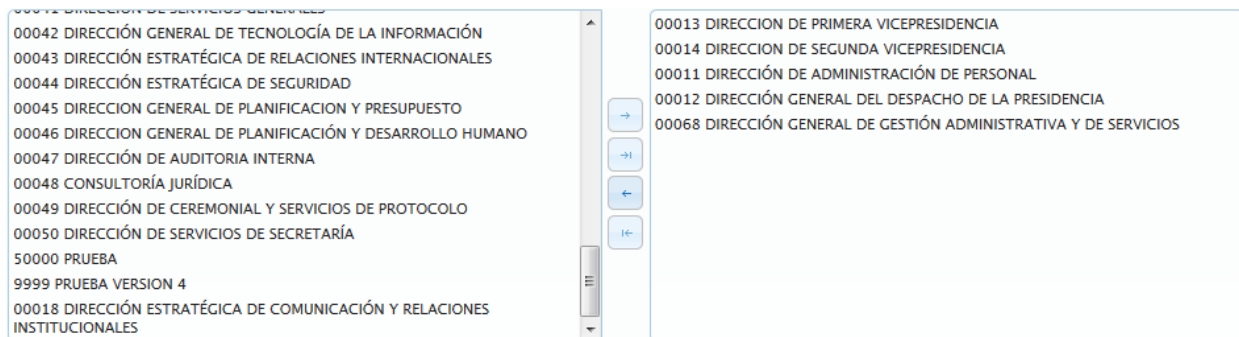 00041 DIRECCIÓN DE SERVICIOS GENERALES
00042 DIRECCIÓN GENERAL DE TECNOLOGÍA DE LA INFORMACIÓN
00043 DIRECCIÓN ESTRATÉGICA DE RELACIONES INTERNACIONALES
00044 DIRECCIÓN ESTRATÉGICA DE SEGURIDAD
00045 DIRECCION GENERAL DE PLANIFICACION Y PRESUPUESTO
00046 DIRECCION GENERAL DE PLANIFICACIÓN Y DESARROLLO HUMANO
00047 DIRECCIÓN DE AUDITORIA INTERNA
00048 CONSULTORÍA JURÍDICA
00049 DIRECCIÓN DE CEREMONIAL Y SERVICIOS DE PROTOCOLO
00050 DIRECCIÓN DE SERVICIOS DE SECRETARÍA
50000 PRUEBA
9999 PRUEBA VERSION 4
00018 DIRECCIÓN ESTRATÉGICA DE COMUNICACIÓN Y RELACIONES
INSTITUCIONALES
00013 DIRECCION DE PRIMERA VICEPRESIDENCIA
00014 DIRECCION DE SEGUNDA VICEPRESIDENCIA
00011 DIRECCIÓN DE ADMINISTRACIÓN DE PERSONAL
00012 DIRECCIÓN GENERAL DEL DESPACHO DE LA PRESIDENCIA
00068 DIRECCIÓN GENERAL DE GESTIÓN ADMINISTRATIVA Y DE SERVICIOS